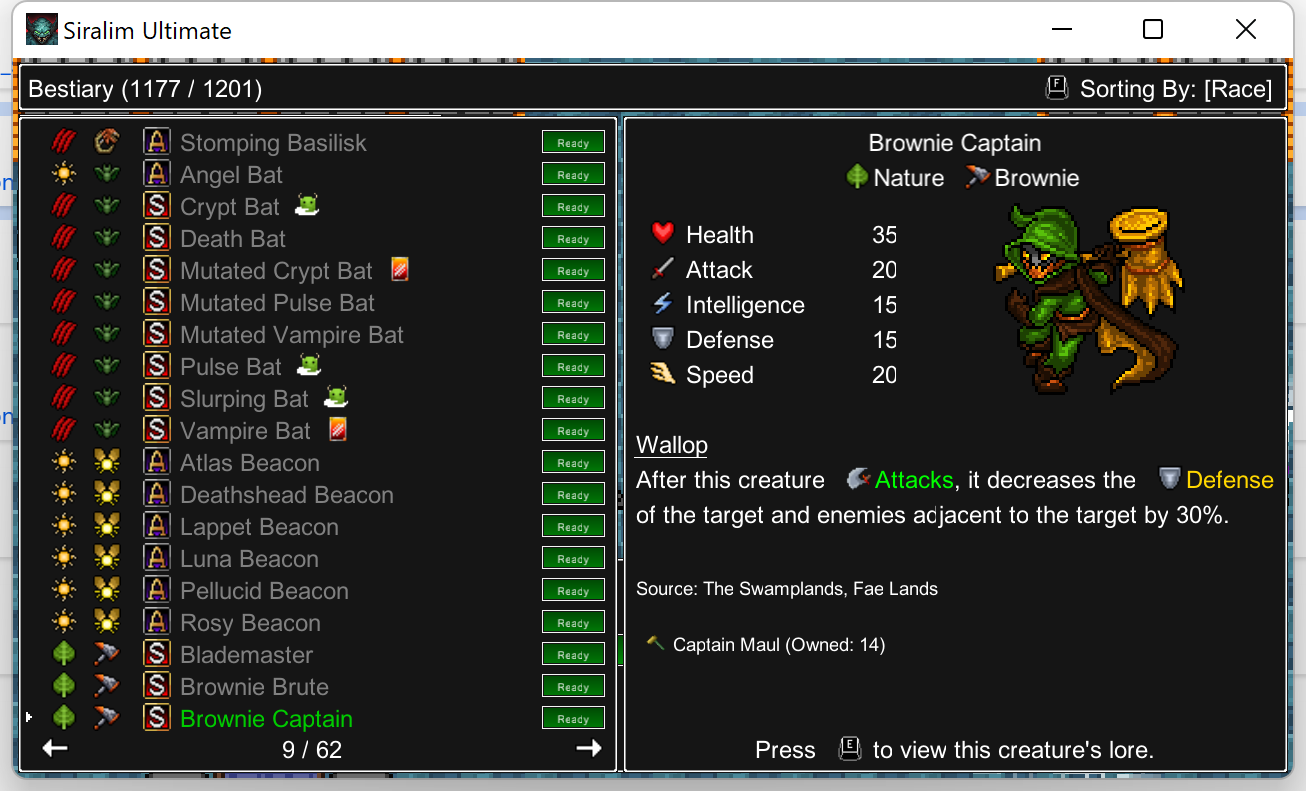 Siralim Ultimate
Bestiary (1177 / 1201)
F Sorting By: [Race]
A Stomping Basilisk Ready
A Angel Bat Ready
S Crypt Bat Ready
S Death Bat Ready
S Mutated Crypt Bat Ready
S Mutated Pulse Bat Ready
S Mutated Vampire Bat Ready
S Pulse Bat Ready
S Slurping Bat Ready
S Vampire Bat Ready
A Atlas Beacon Ready
A Deathshead Beacon Ready
A Lappet Beacon Ready
A Luna Beacon Ready
A Pellucid Beacon Ready
A Rosy Beacon Ready
S Blademaster Ready
S Brownie Brute Ready
S Brownie Captain Ready
9 / 62
Brownie Captain
Nature Brownie
Health 35
Attack 20
Intelligence 15
Defense 15
Speed 20
Wallop
After this creature Attacks, it decreases the Defense
of the target and enemies adjacent to the target by 30%.
Source: The Swamplands, Fae Lands
Captain Maul (Owned: 14)
Press E to view this creature's lore.